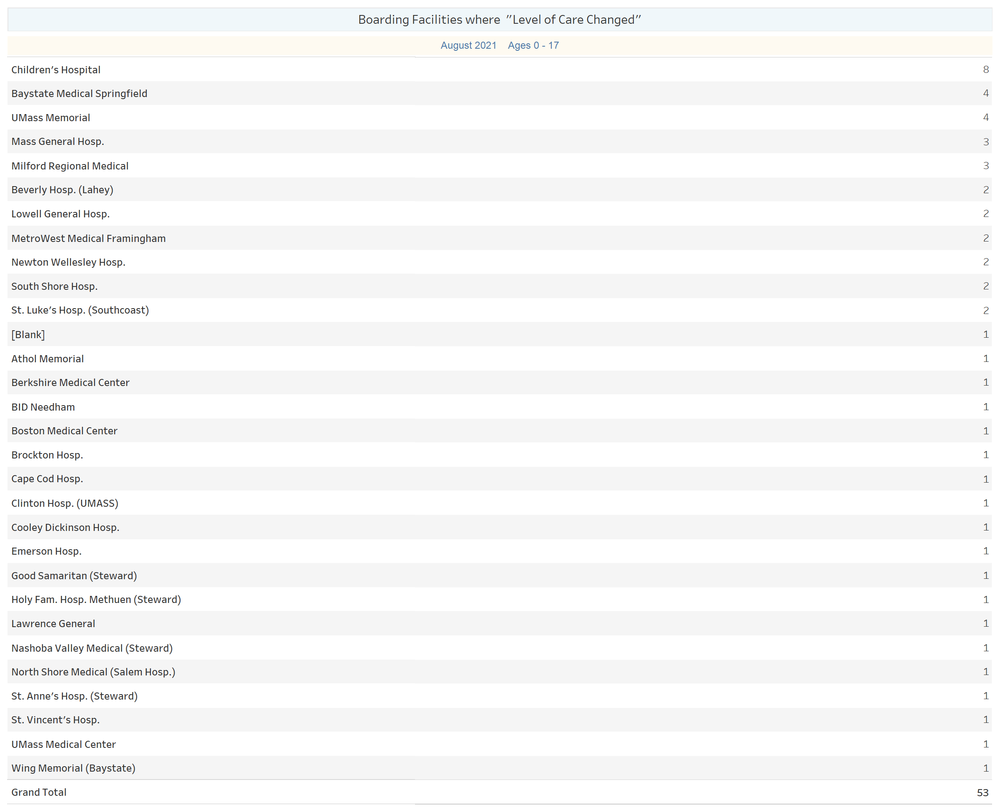 Boarding Facilities where "Level of Care Changed"
August 2021 Ages 0 - 17
Children's Hospital 8
Baystate Medical Springfield 4
UMass Memorial 4
Mass General Hosp. 3
Milford Regional Medical 3
Beverly Hosp. (Lahey) 2
Lowell General Hosp. 2
MetroWest Medical Framingham 2
Newton Wellesley Hosp. 2
South Shore Hosp. 2
St. Luke's Hosp. (Southcoast) 2
[Blank] 1
Athol Memorial 1
Berkshire Medical Center 1
BID Needham 1
Boston Medical Center 1
Brockton Hosp. 1
Cape Cod Hosp. 1
Clinton Hosp. (UMASS) 1
Cooley Dickinson Hosp. 1
Emerson Hosp. 1
Good Samaritan (Steward) 1
Holy Fam. Hosp. Methuen (Steward) 1
Lawrence General 1
Nashoba Valley Medical (Steward) 1
North Shore Medical (Salem Hosp.) 1
St. Anne's Hosp. (Steward) 1
St. Vincent's Hosp. 1
UMass Medical Center 1
Wing Memorial (Baystate) 1
Grand Total 53